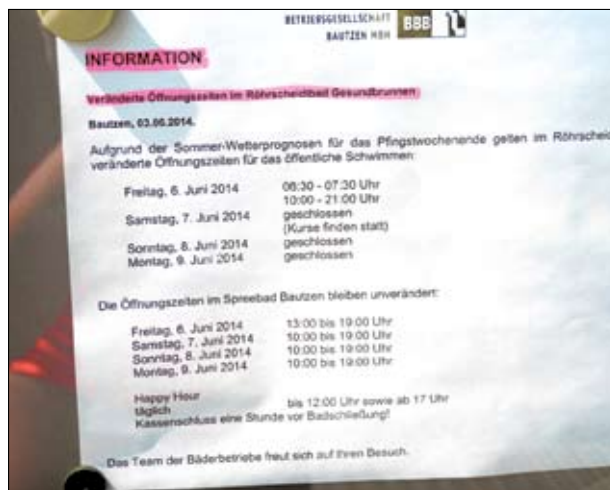 BETRIEBSGESELLSCHAFT
BAUTZEN MBH
BBB
INFORMATION
Veränderte Öffnungszeiten im Röhrscheidtbad Gesundbrunnen
Bautzen, 03.06.2014.
Aufgrund der Sommer-Wetterprognosen für das Pfingstwochenende gelten im Röhrscheid
veränderte Öffnungszeiten für das öffentliche Schwimmen:
Freitag, 6. Juni 2014 06:30 - 07:30 Uhr
10:00 - 21:00 Uhr
Samstag, 7. Juni 2014 geschlossen
(Kurse finden statt)
Sonntag, 8. Juni 2014 geschlossen
Montag, 9. Juni 2014 geschlossen
Die Öffnungszeiten im Spreebad Bautzen bleiben unverändert:
Freitag, 6. Juni 2014 13:00 bis 19:00 Uhr
Samstag, 7. Juni 2014 10:00 bis 19:00 Uhr
Sonntag, 8. Juni 2014 10:00 bis 19:00 Uhr
Montag, 9. Juni 2014 10:00 bis 19:00 Uhr
Happy Hour
täglich bis 12:00 Uhr sowie ab 17 Uhr
Kassenschluss eine Stunde vor Badschließung!
Das Team der Bäderbetriebe freut sich auf Ihren Besuch.